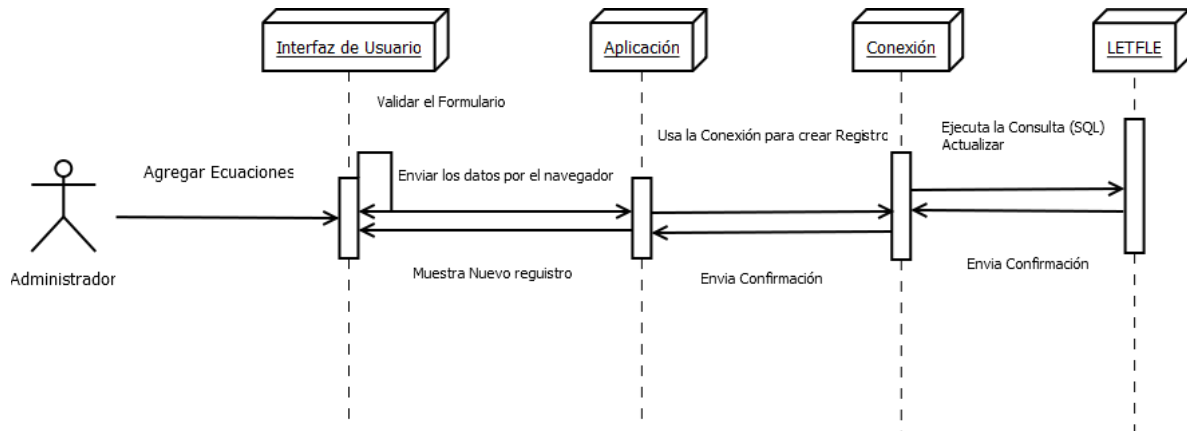 Interfaz de Usuario
Aplicación
Conexión
LETFLE
Validar el Formulario
Usa la Conexión para crear Registro
Ejecuta la Consulta (SQL)
Actualizar
Agregar Ecuaciones
Enviar los datos por el navegador
Administrador
Muestra Nuevo reguistro
Envia Confirmación
Envia Confirmación